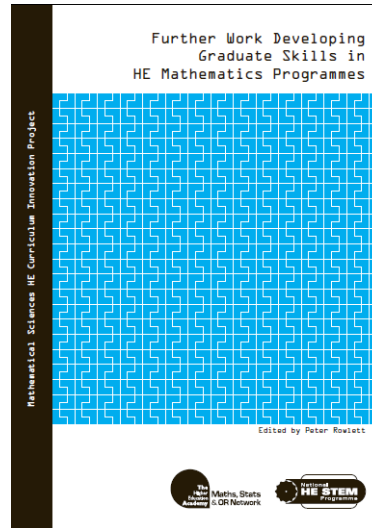 Further Work Developing
Graduate Skills in
HE Mathematics Programmes
Mathematical Sciences HE Curriculum Innovation Project
Edited by Peter Rowlett
The
Higher
Education
Academy
Maths, Stats
& OR Network
National
HE STEM
Programme